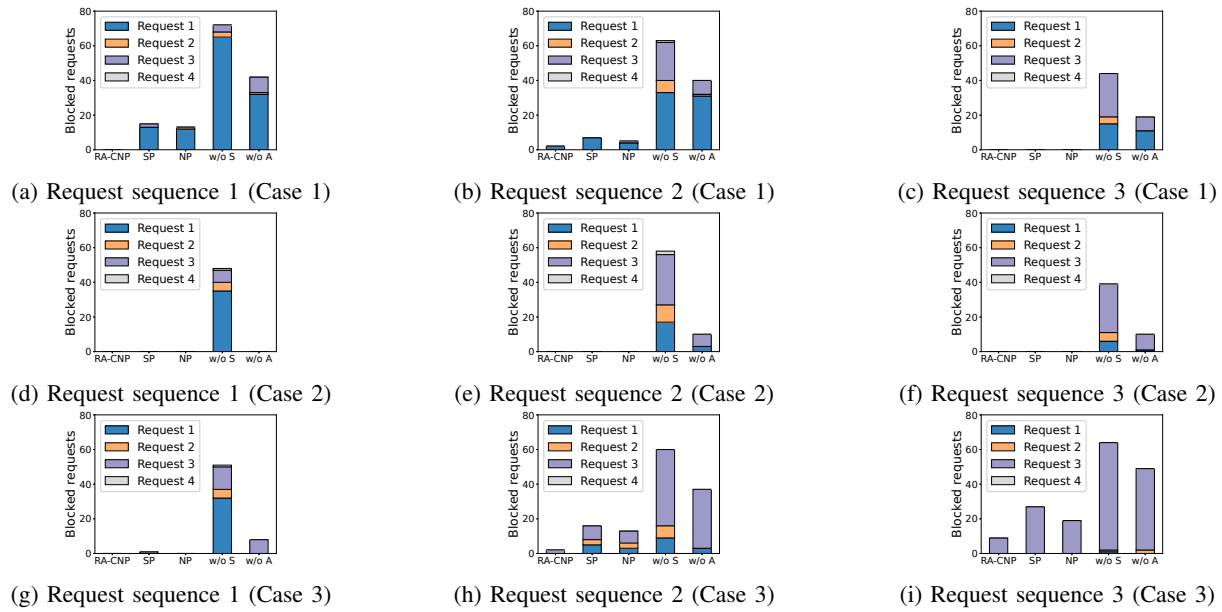 80
60
40
20
0
Blocked requests
Request 1
Request 2
Request 3
Request 4
RA-CNP SP NP w/o S w/o A
(a) Request sequence 1 (Case 1)
80
60
40
20
0
Blocked requests
Request 1
Request 2
Request 3
Request 4
RA-CNP SP NP w/o S w/o A
(b) Request sequence 2 (Case 1)
80
60
40
20
0
Blocked requests
Request 1
Request 2
Request 3
Request 4
RA-CNP SP NP w/o S w/o A
(c) Request sequence 3 (Case 1)
80
60
40
20
0
Blocked requests
Request 1
Request 2
Request 3
Request 4
RA-CNP SP NP w/o S w/o A
(d) Request sequence 1 (Case 2)
80
60
40
20
0
Blocked requests
Request 1
Request 2
Request 3
Request 4
RA-CNP SP NP w/o S w/o A
(e) Request sequence 2 (Case 2)
80
60
40
20
0
Blocked requests
Request 1
Request 2
Request 3
Request 4
RA-CNP SP NP w/o S w/o A
(f) Request sequence 3 (Case 2)
80
60
40
20
0
Blocked requests
Request 1
Request 2
Request 3
Request 4
RA-CNP SP NP w/o S w/o A
(g) Request sequence 1 (Case 3)
80
60
40
20
0
Blocked requests
Request 1
Request 2
Request 3
Request 4
RA-CNP SP NP w/o S w/o A
(h) Request sequence 2 (Case 3)
80
60
40
20
0
Blocked requests
Request 1
Request 2
Request 3
Request 4
RA-CNP SP NP w/o S w/o A
(i) Request sequence 3 (Case 3)